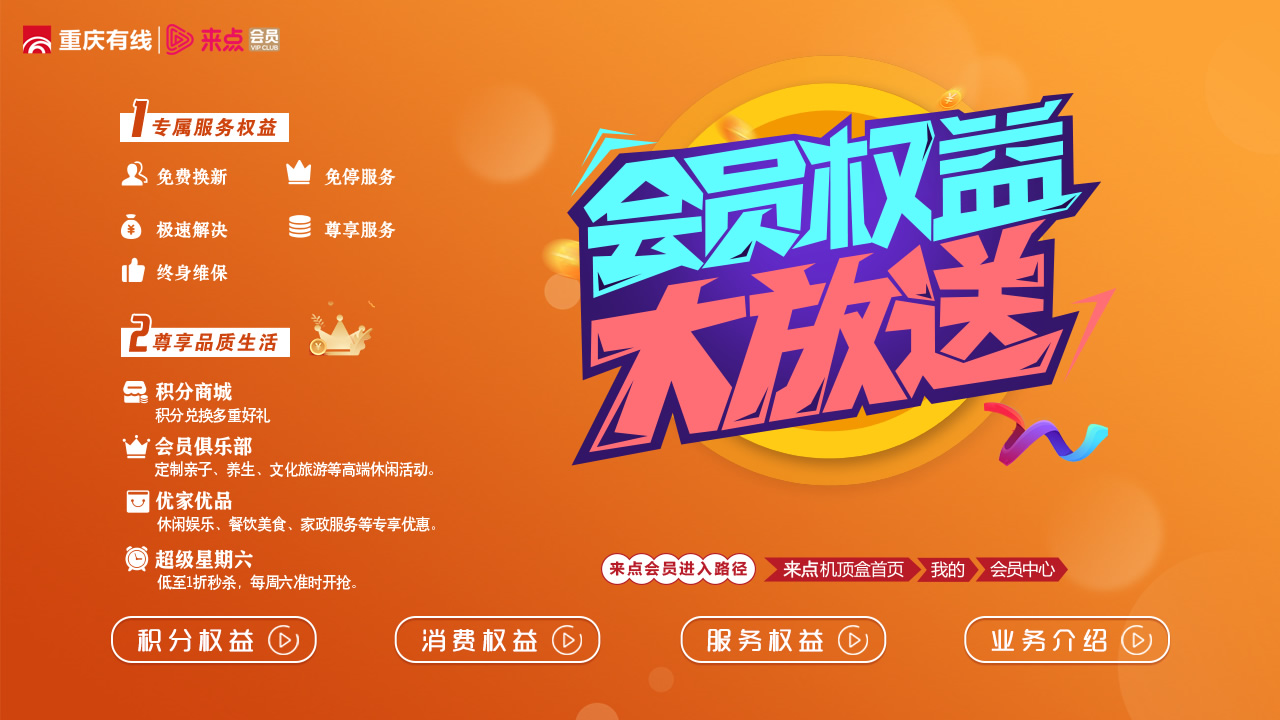 重庆有线 来点 会员 VIP CLUB
1 专属服务权益
免费换新 免停服务
极速解决 尊享服务
终身维保
2 尊享品质生活
积分商城
积分兑换多重好礼
会员俱乐部
定制亲子、养生、文化旅游等高端休闲活动。
优家优品
休闲娱乐、餐饮美食、家政服务等专享优惠。
超级星期六
低至1折秒杀，每周六准时开抢。
会员权益
大放送
来点会员进入路径 来点机顶盒首页 我的 会员中心
积分权益 消费权益 服务权益 业务介绍